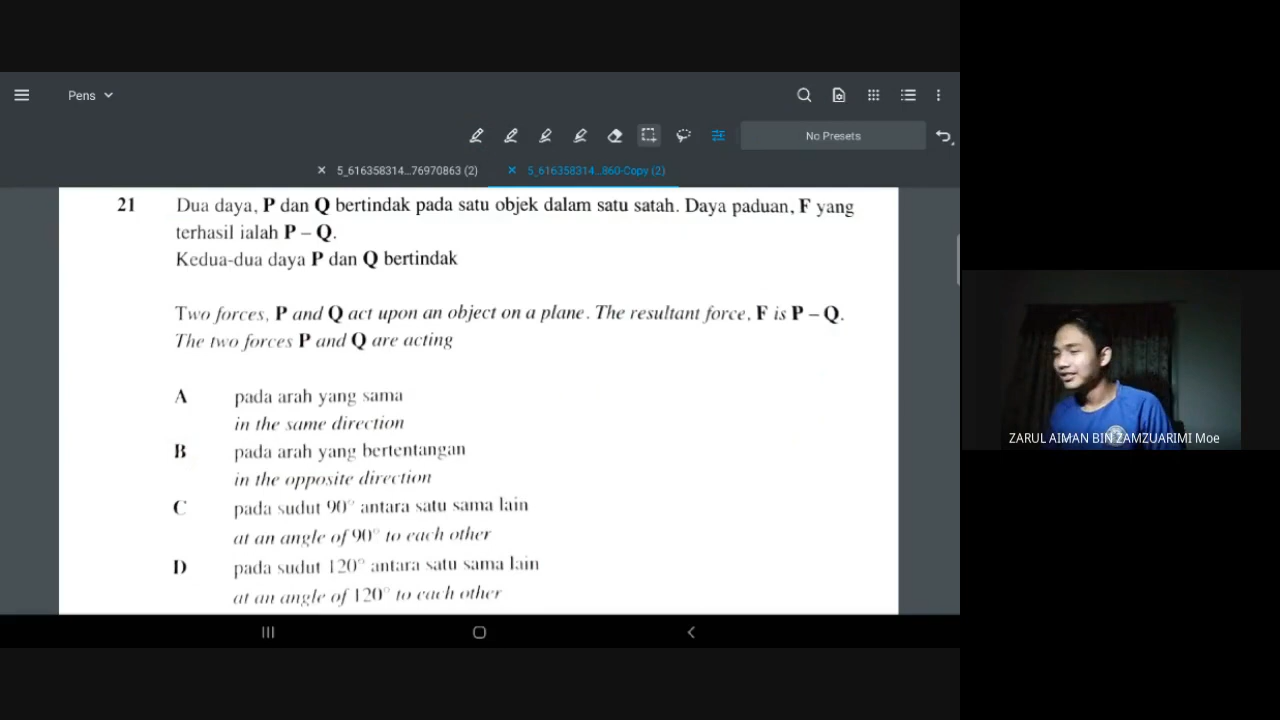 Pens
No Presets
5_616358314...76970863 (2)
5_616358314...860-Copy (2)
21 Dua daya, P dan Q bertindak pada satu objek dalam satu satah. Daya paduan, F yang
terhasil ialah P – Q.
Kedua-dua daya P dan Q bertindak
Two forces, P and Q act upon an object on a plane. The resultant force, F is P – Q.
The two forces P and Q are acting
A pada arah yang sama
in the same direction
B pada arah yang bertentangan
in the opposite direction
C pada sudut 90° antara satu sama lain
at an angle of 90° to each other
D pada sudut 120° antara satu sama lain
at an angle of 120° to each other
ZARUL AIMAN BIN ZAMZUARIMI Moe